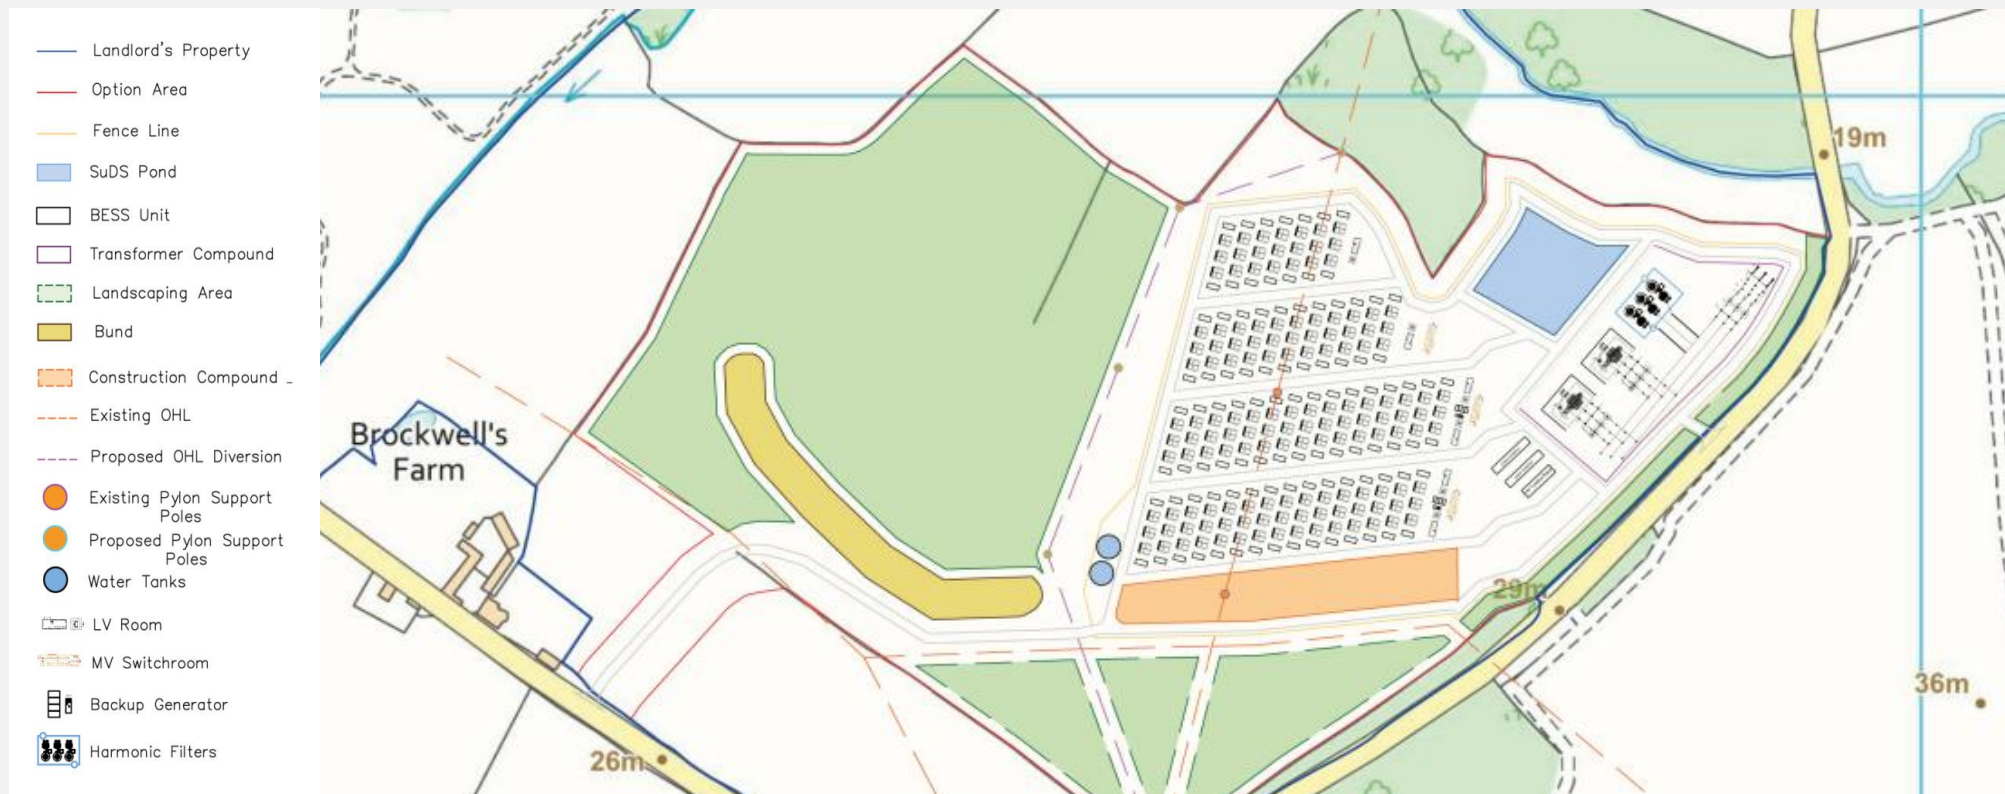 Landlord's Property
Option Area
Fence Line
SuDS Pond
BESS Unit
Transformer Compound
Landscaping Area
Bund
Construction Compound _
Existing OHL
Proposed OHL Diversion
Existing Pylon Support
Poles
Proposed Pylon Support
Poles
Water Tanks
LV Room
MV Switchroom
Backup Generator
Harmonic Filters
Brockwell's
Farm
19m
29m
36m
26m